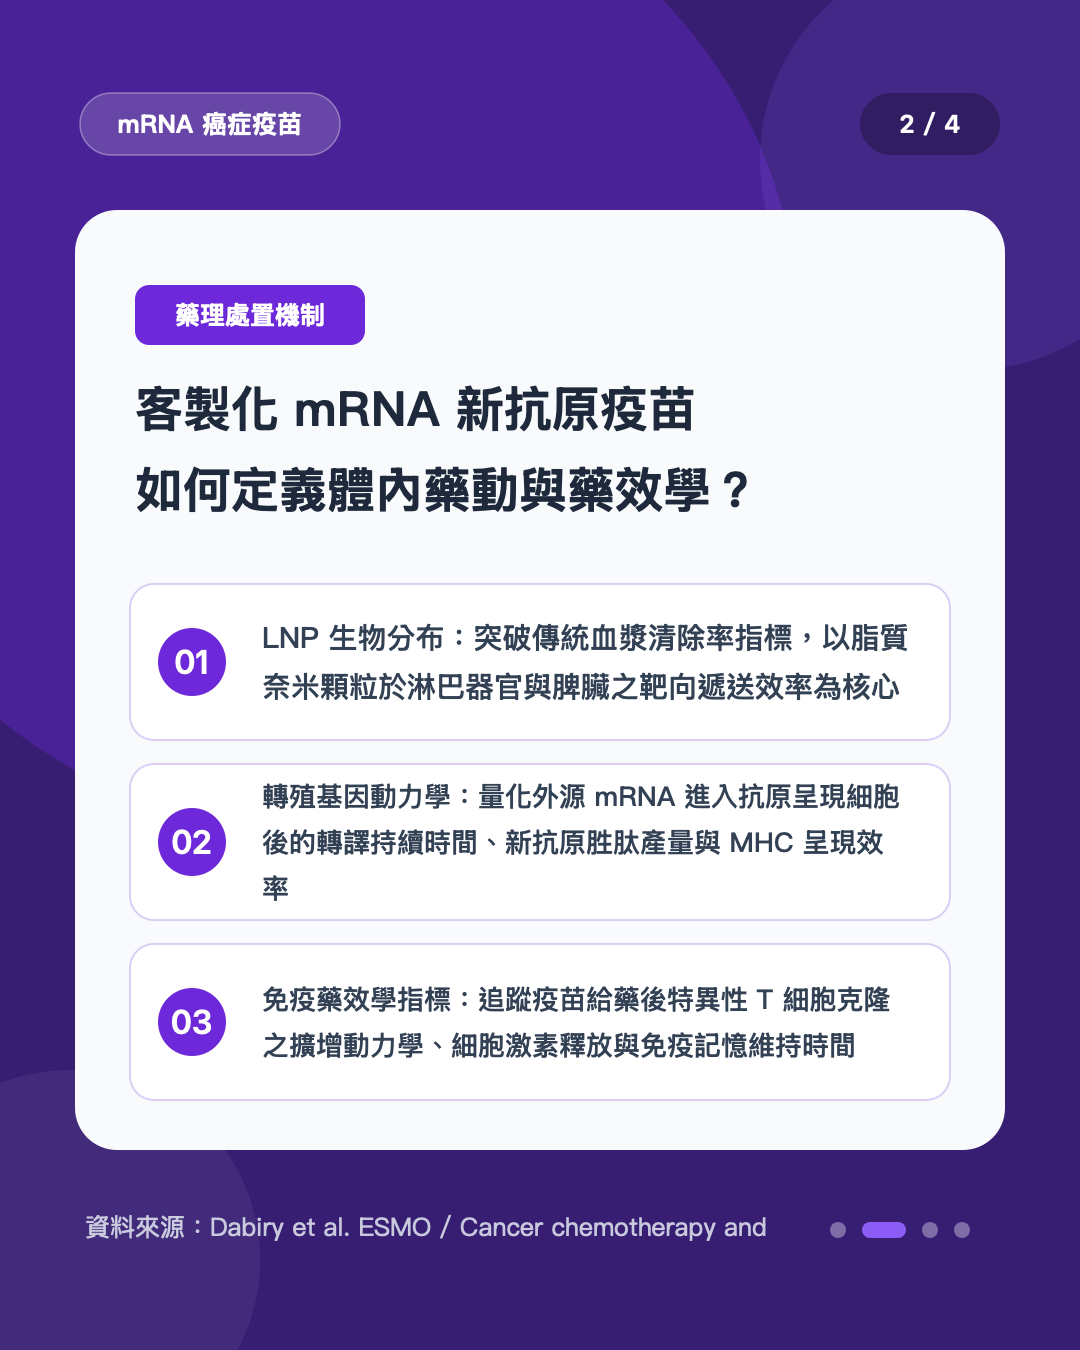 mRNA 癌症疫苗
2 / 4
藥理處置機制
客製化 mRNA 新抗原疫苗
如何定義體內藥動與藥效學？
01
LNP 生物分布：突破傳統血漿清除率指標，以脂質
奈米顆粒於淋巴器官與脾臟之靶向遞送效率為核心
02
轉殖基因動力學：量化外源 mRNA 進入抗原呈現細胞
後的轉譯持續時間、新抗原胜肽產量與 MHC 呈現效
率
03
免疫藥效學指標：追蹤疫苗給藥後特異性 T 細胞克隆
之擴增動力學、細胞激素釋放與免疫記憶維持時間
資料來源：Dabiry et al. ESMO / Cancer chemotherapy and